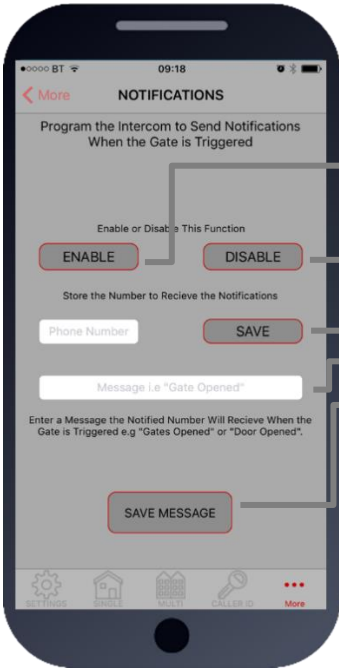 BT 09:18
More NOTIFICATIONS
Program the Intercom to Send Notifications
When the Gate is Triggered
Enable or Disable This Function
ENABLE DISABLE
Store the Number to Recieve the Notifications
Phone Number SAVE
Message i.e "Gate Opened"
Enter a Message the Notified Number Will Recieve When the
Gate is Triggered e.g "Gates Opened" or "Door Opened".
SAVE MESSAGE
SETTINGS SINGLE MULTI CALLER ID More